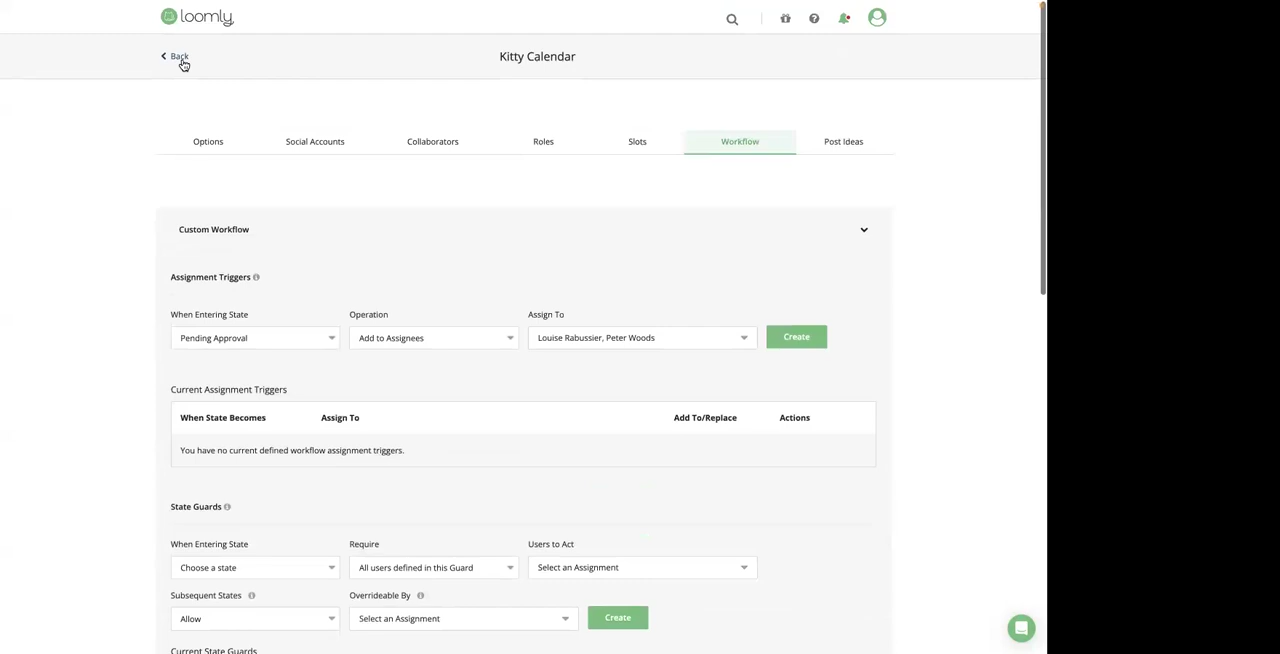 loomly
Back
Kitty Calendar
Options Social Accounts Collaborators Roles Slots Workflow Post Ideas
Custom Workflow
Assignment Triggers
When Entering State Operation Assign To
Pending Approval Add to Assignees Louise Rabussier, Peter Woods Create
Current Assignment Triggers
When State Becomes Assign To Add To/Replace Actions
You have no current defined workflow assignment triggers.
State Guards
When Entering State Require Users to Act
Choose a state All users defined in this Guard Select an Assignment
Subsequent States Overrideable By
Allow Select an Assignment Create
Current State Guards